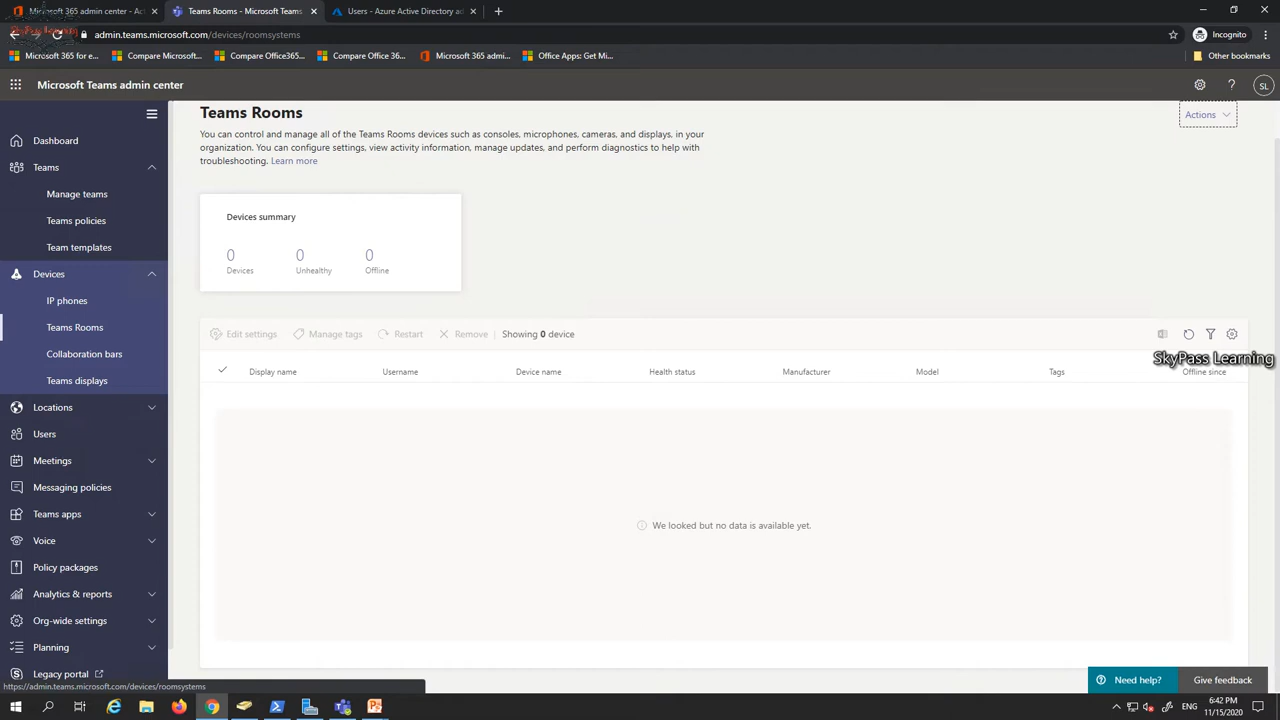 Microsoft 365 admin center - Ac
Teams Rooms - Microsoft Teams
Users - Azure Active Directory ad
admin.teams.microsoft.com/devices/roomsystems
Incognito
Microsoft 365 for e...
Compare Microsoft...
Compare Office365...
Compare Office 36...
Microsoft 365 admi...
Office Apps: Get Mi...
Other bookmarks
Microsoft Teams admin center
SL
Dashboard
Teams
Manage teams
Teams policies
Team templates
Devices
IP phones
Teams Rooms
Collaboration bars
Teams displays
Locations
Users
Meetings
Messaging policies
Teams apps
Voice
Policy packages
Analytics & reports
Org-wide settings
Planning
Legacy portal
Teams Rooms
Actions
You can control and manage all of the Teams Rooms devices such as consoles, microphones, cameras, and displays, in your
organization. You can configure settings, view activity information, manage updates, and perform diagnostics to help with
troubleshooting. Learn more
Devices summary
0 0 0
Devices Unhealthy Offline
Edit settings Manage tags Restart Remove Showing 0 device
SkyPass Learning
Display name Username Device name Health status Manufacturer Model Tags Offline since
We looked but no data is available yet.
Need help? Give feedback
https://admin.teams.microsoft.com/devices/roomsystems
ENG
6:42 PM
11/15/2020